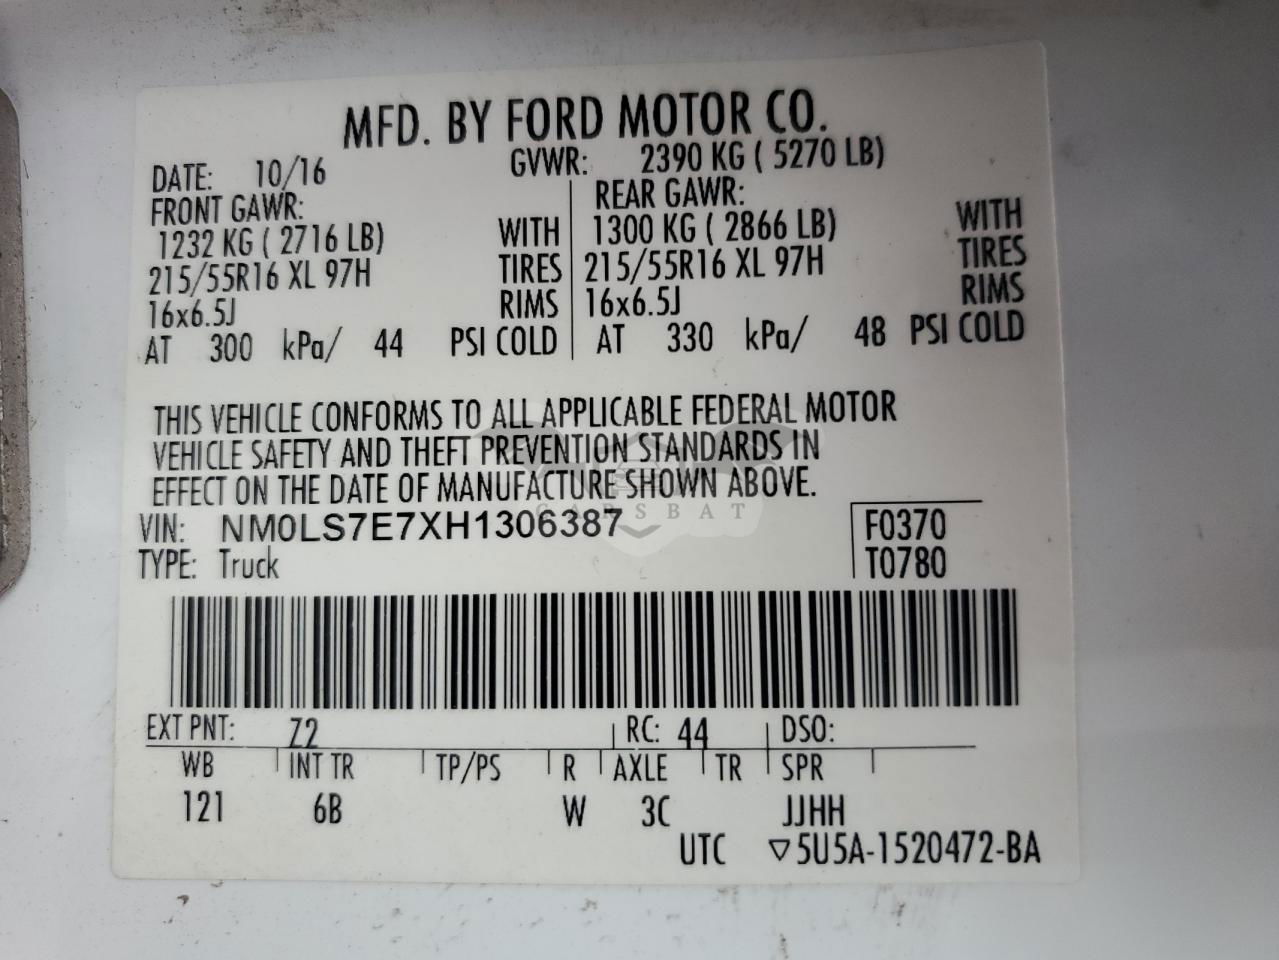 MFD. BY FORD MOTOR CO.
DATE: 10/16 GVWR: 2390 KG ( 5270 LB)
FRONT GAWR: REAR GAWR:
1232 KG ( 2716 LB) WITH 1300 KG ( 2866 LB) WITH
215/55R16 XL 97H TIRES 215/55R16 XL 97H TIRES
16x6.5J RIMS 16x6.5J RIMS
AT 300 kPa/ 44 PSI COLD AT 330 kPa/ 48 PSI COLD
THIS VEHICLE CONFORMS TO ALL APPLICABLE FEDERAL MOTOR
VEHICLE SAFETY AND THEFT PREVENTION STANDARDS IN
EFFECT ON THE DATE OF MANUFACTURE SHOWN ABOVE.
CARSBAT
VIN: NM0LS7E7XH1306387 F0370
TYPE: Truck T0780
EXT PNT: Z2 RC: 44 DSO:
WB INT TR TP/PS R AXLE TR SPR
121 6B W 3C JJHH
UTC ▽5U5A-1520472-BA